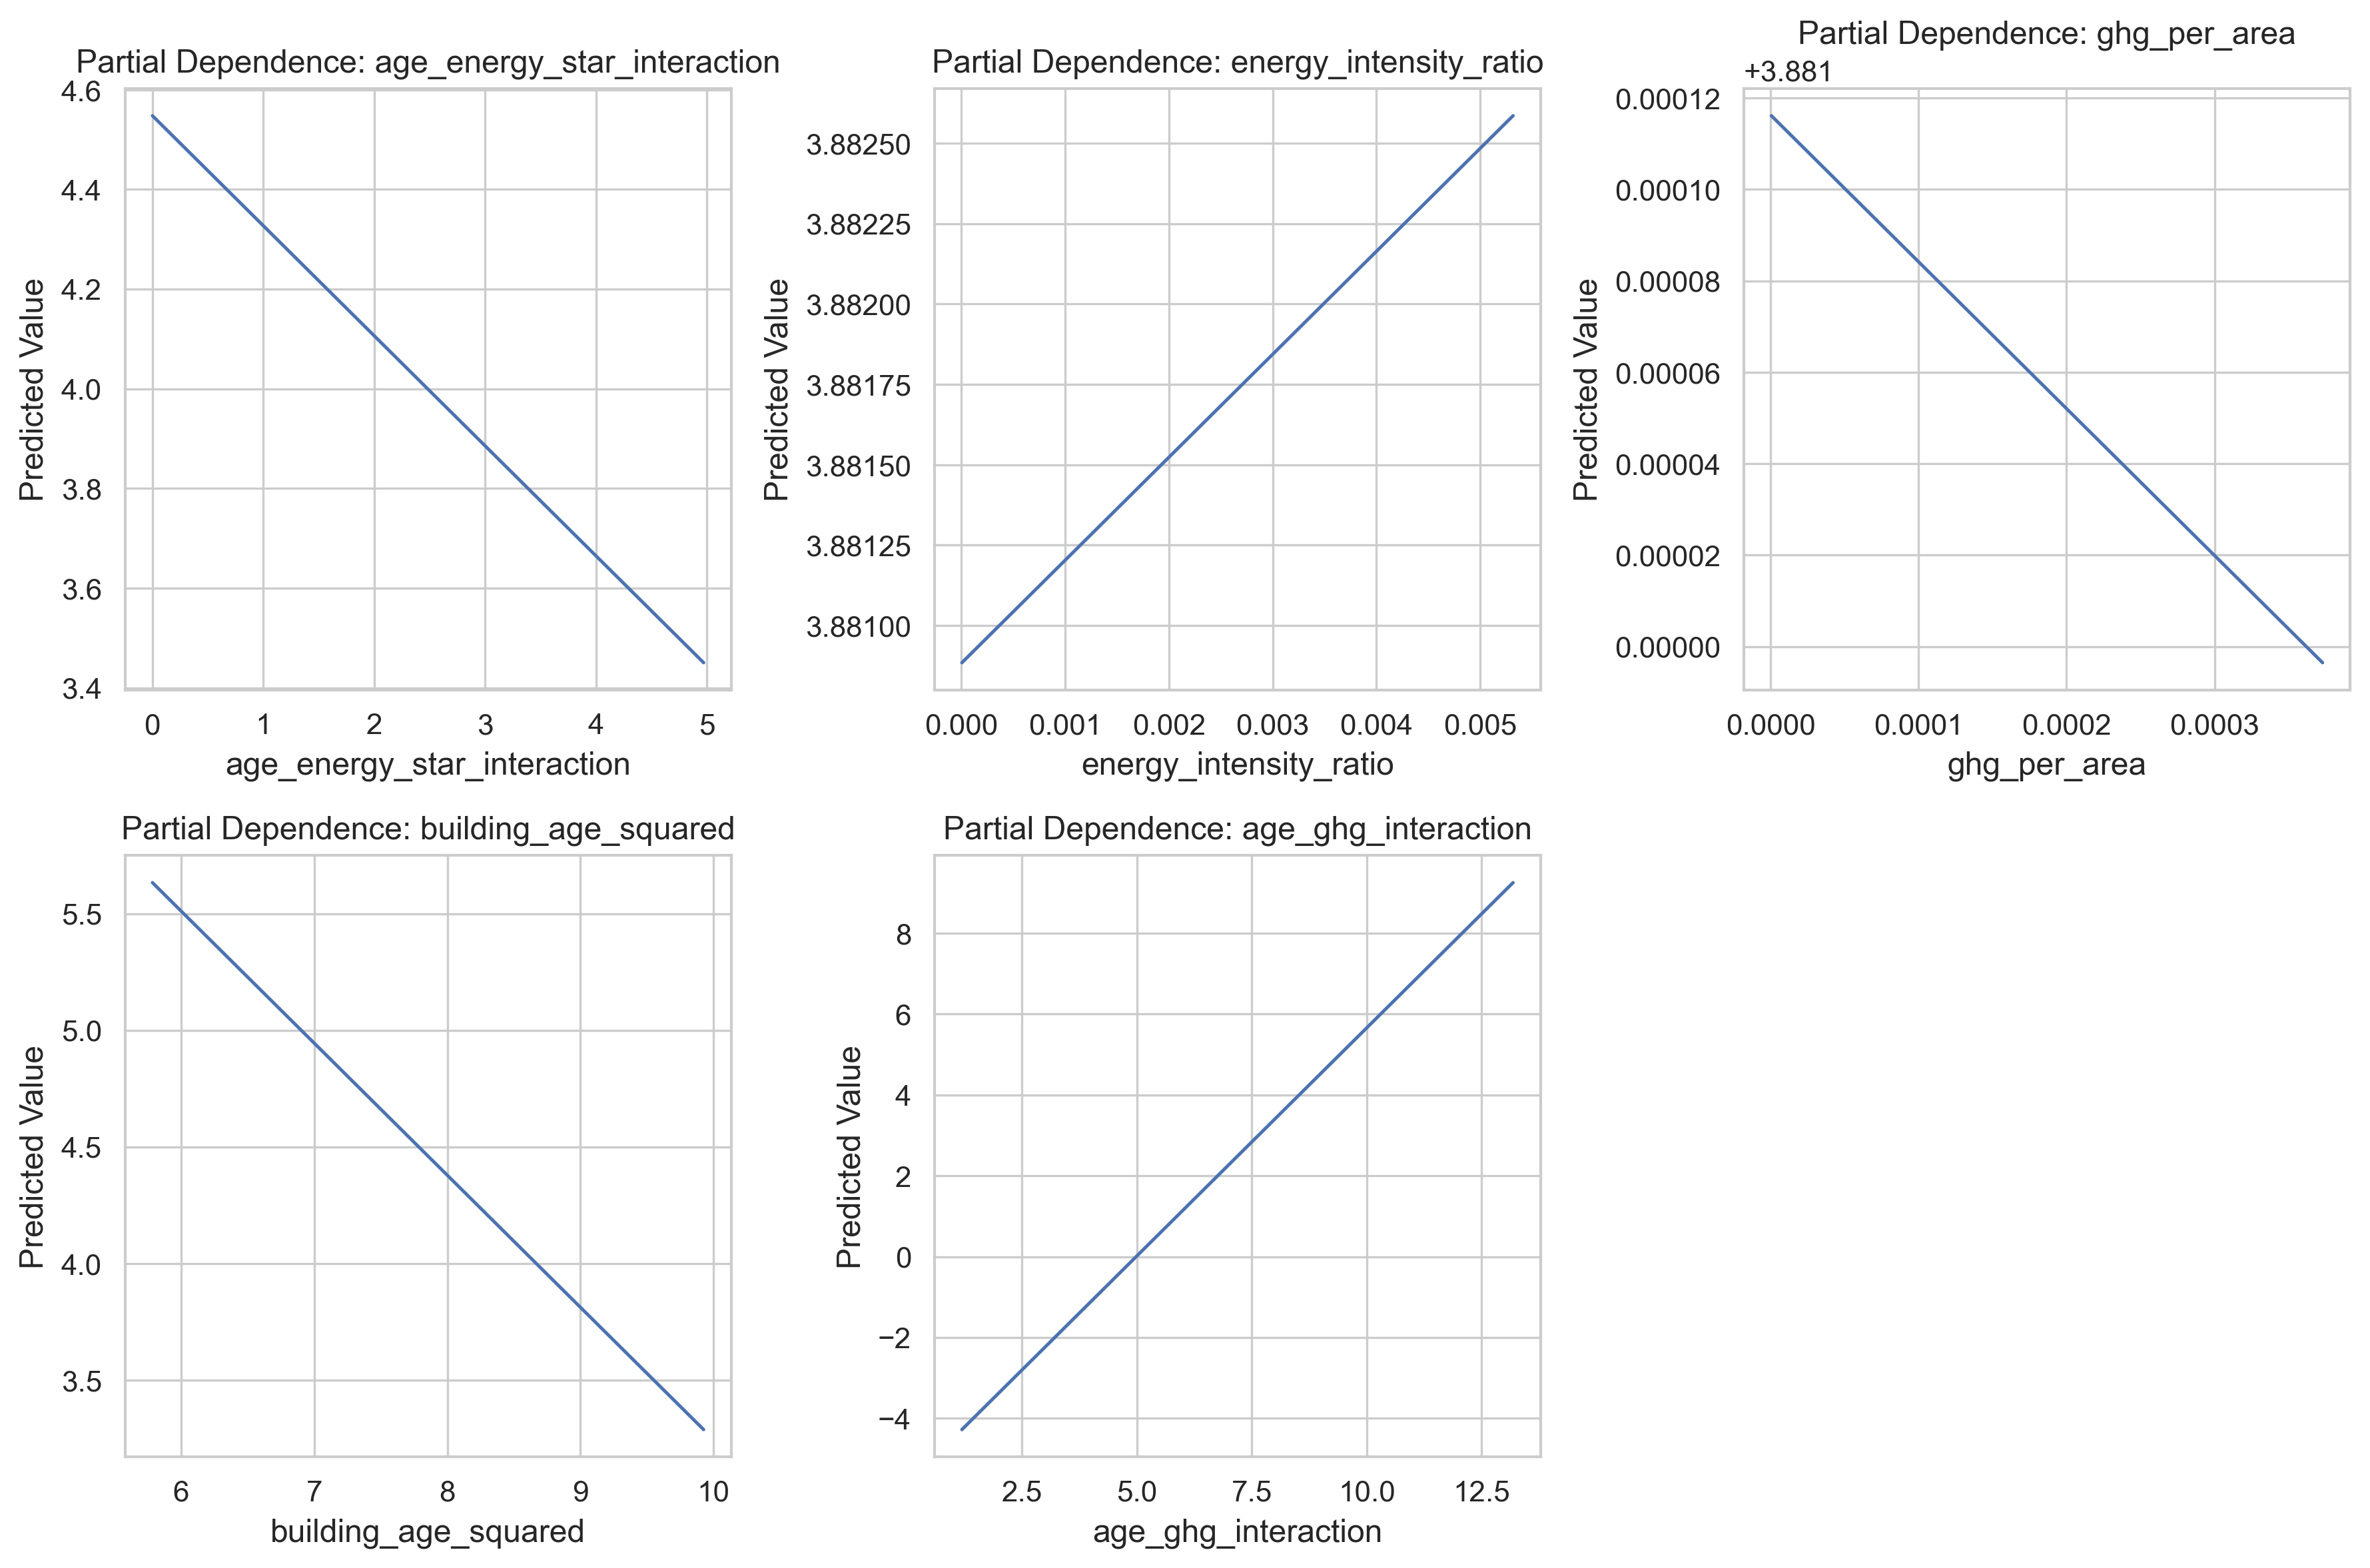 Partial Dependence: age_energy_star_interaction
4.6
4.4
4.2
4.0
3.8
3.6
3.4
Predicted Value
0 1 2 3 4 5
age_energy_star_interaction
Partial Dependence: energy_intensity_ratio
3.88250
3.88225
3.88200
3.88175
3.88150
3.88125
3.88100
Predicted Value
0.000 0.001 0.002 0.003 0.004 0.005
energy_intensity_ratio
Partial Dependence: ghg_per_area
+3.881
0.00012
0.00010
0.00008
0.00006
0.00004
0.00002
0.00000
Predicted Value
0.0000 0.0001 0.0002 0.0003
ghg_per_area
Partial Dependence: building_age_squared
5.5
5.0
4.5
4.0
3.5
Predicted Value
6 7 8 9 10
building_age_squared
Partial Dependence: age_ghg_interaction
8
6
4
2
0
−2
−4
Predicted Value
2.5 5.0 7.5 10.0 12.5
age_ghg_interaction